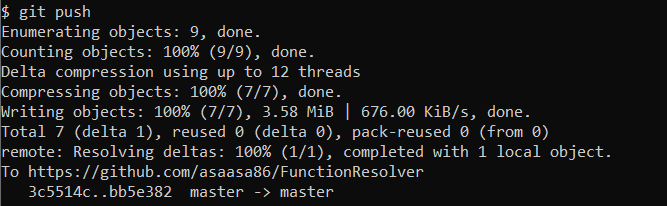 $ git push
Enumerating objects: 9, done.
Counting objects: 100% (9/9), done.
Delta compression using up to 12 threads
Compressing objects: 100% (7/7), done.
Writing objects: 100% (7/7), 3.58 MiB | 676.00 KiB/s, done.
Total 7 (delta 1), reused 0 (delta 0), pack-reused 0 (from 0)
remote: Resolving deltas: 100% (1/1), completed with 1 local object.
To https://github.com/asaasa86/FunctionResolver
   3c5514c..bb5e382  master -> master